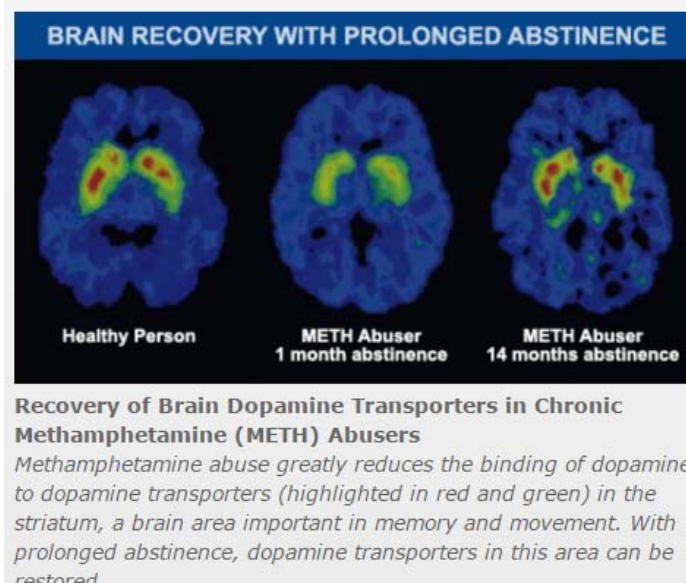 BRAIN RECOVERY WITH PROLONGED ABSTINENCE
Healthy Person
METH Abuser
1 month abstinence
METH Abuser
14 months abstinence
Recovery of Brain Dopamine Transporters in Chronic
Methamphetamine (METH) Abusers
Methamphetamine abuse greatly reduces the binding of dopamine
to dopamine transporters (highlighted in red and green) in the
striatum, a brain area important in memory and movement. With
prolonged abstinence, dopamine transporters in this area can be
restored